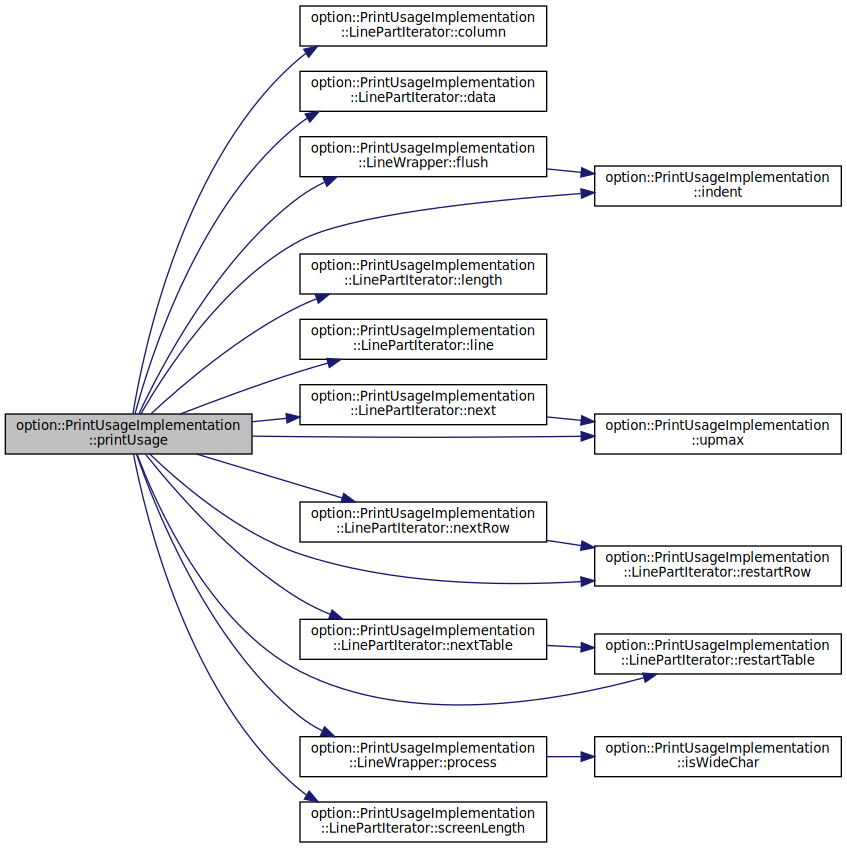 option::PrintUsageImplementation
::LinePartIterator::column
option::PrintUsageImplementation
::LinePartIterator::data
option::PrintUsageImplementation
::LineWrapper::flush
option::PrintUsageImplementation
::indent
option::PrintUsageImplementation
::LinePartIterator::length
option::PrintUsageImplementation
::LinePartIterator::line
option::PrintUsageImplementation
::LinePartIterator::next
option::PrintUsageImplementation
::printUsage
option::PrintUsageImplementation
::upmax
option::PrintUsageImplementation
::LinePartIterator::nextRow
option::PrintUsageImplementation
::LinePartIterator::restartRow
option::PrintUsageImplementation
::LinePartIterator::nextTable
option::PrintUsageImplementation
::LinePartIterator::restartTable
option::PrintUsageImplementation
::LineWrapper::process
option::PrintUsageImplementation
::isWideChar
option::PrintUsageImplementation
::LinePartIterator::screenLength